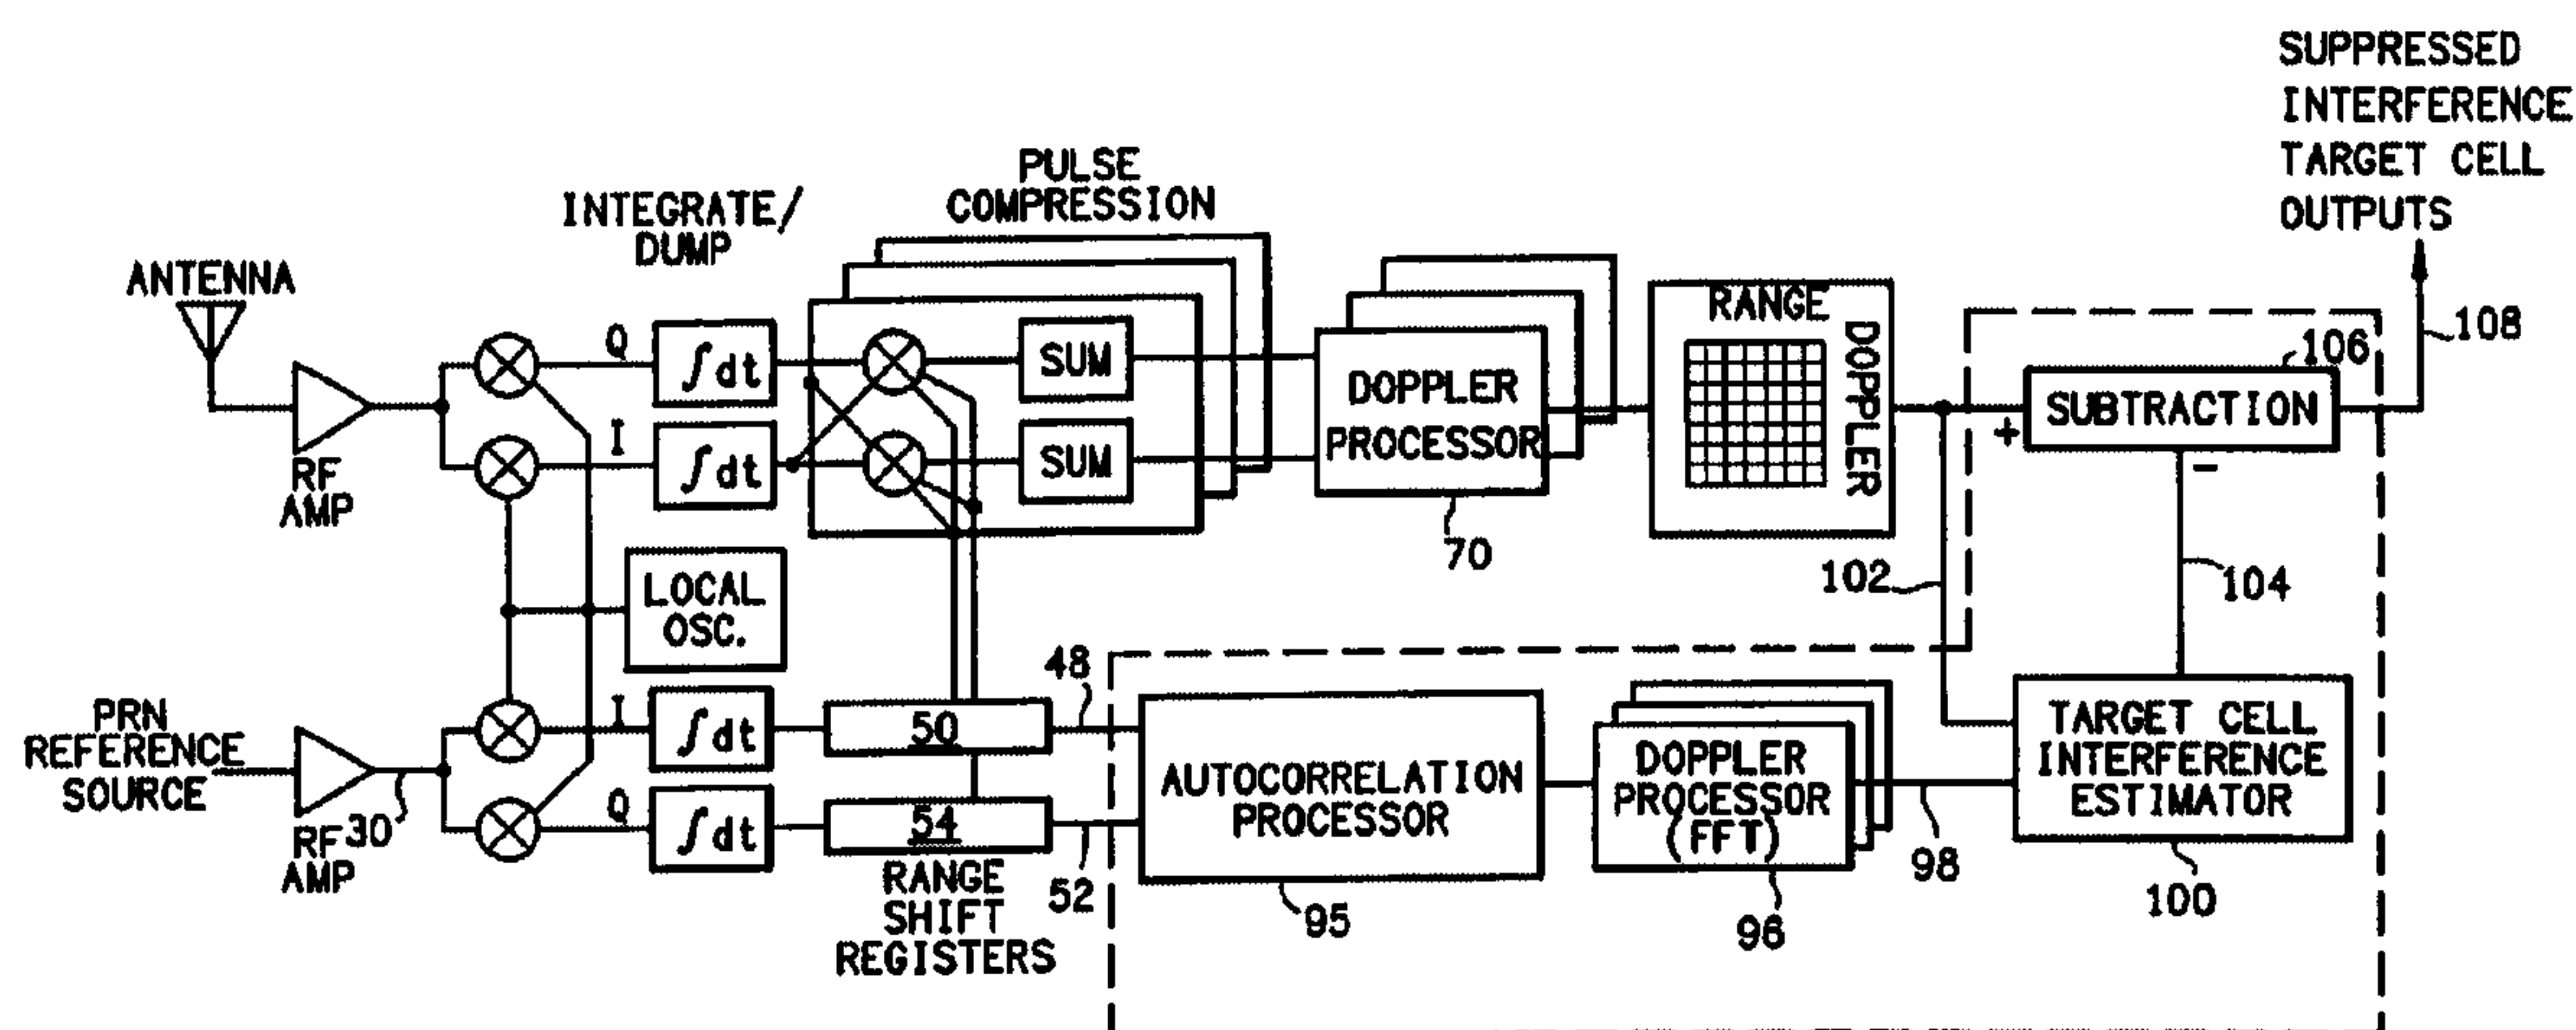 SUPPRESSED
INTERFERENCE
TARGET CELL
OUTPUTS
PULSE
COMPRESSION
INTEGRATE/
DUMP
ANTENNA
RF
AMP
Q
I
∫dt
∫dt
SUM
SUM
DOPPLER
PROCESSOR
70
RANGE
DOPPLER
102
+
SUBTRACTION
−
106
108
104
LOCAL
OSC.
PRN
REFERENCE
SOURCE
RF
AMP
30
I
Q
∫dt
∫dt
50
54
RANGE
SHIFT
REGISTERS
48
52
AUTOCORRELATION
PROCESSOR
95
DOPPLER
PROCESSOR
(FFT)
96
98
TARGET CELL
INTERFERENCE
ESTIMATOR
100